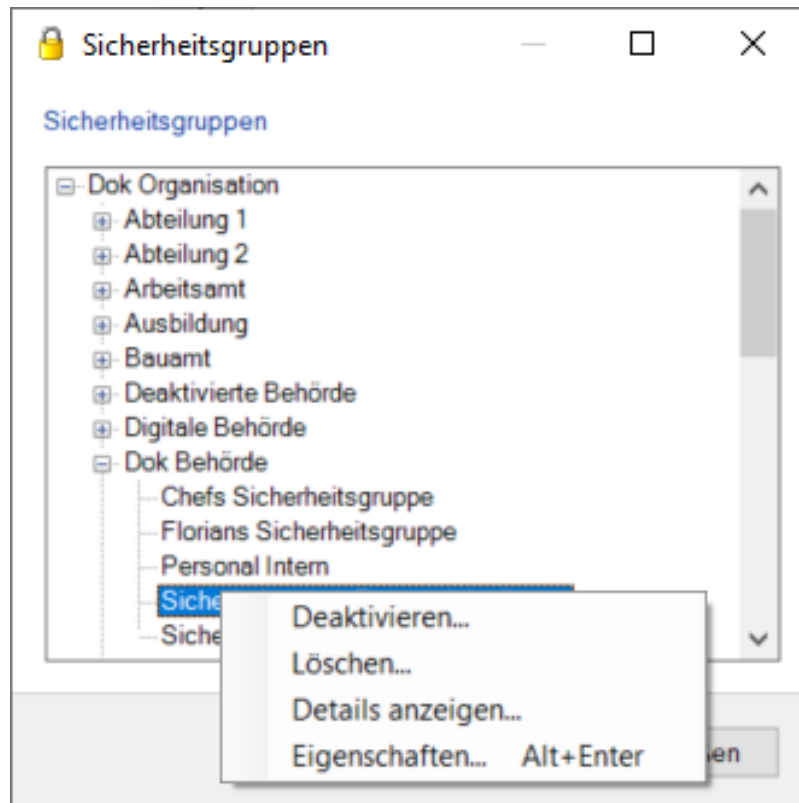 Sicherheitsgruppen
Sicherheitsgruppen
Dok Organisation
Abteilung 1
Abteilung 2
Arbeitsamt
Ausbildung
Bauamt
Deaktivierte Behörde
Digitale Behörde
Dok Behörde
Chefs Sicherheitsgruppe
Florians Sicherheitsgruppe
Personal Intern
Deaktivieren...
Löschen...
Details anzeigen...
Eigenschaften... Alt+Enter